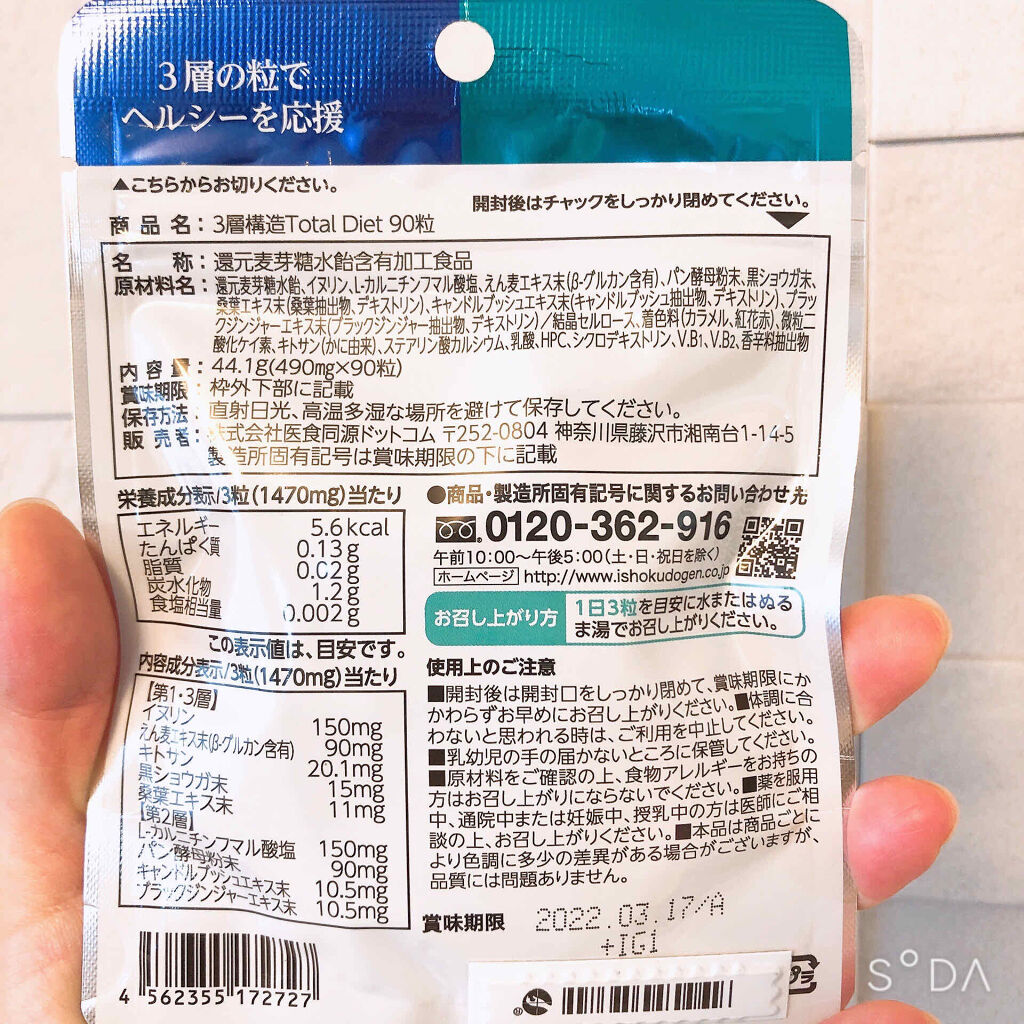 3層の粒で
ヘルシーを応援
▲こちらからお切りください。
開封後はチャックをしっかり閉めてください。
商品名：3層構造Total Diet 90粒
名　称：還元麦芽糖水飴含有加工食品
原材料名：還元麦芽糖水飴、イヌリン、L-カルニチンフマル酸塩、えん麦エキス末(β-グルカン含有)、パン酵母粉末、黒ショウガ末、
桑葉エキス末(桑葉抽出物、デキストリン)、キャンドルブッシュエキス末(キャンドルブッシュ抽出物、デキストリン)、ブラッ
クジンジャーエキス末(ブラックジンジャー抽出物、デキストリン)／結晶セルロース、着色料(カラメル、紅花赤)、微粒二
酸化ケイ素、キトサン(かに由来)、ステアリン酸カルシウム、乳酸、HPC、シクロデキストリン、V.B1、V.B2、香辛料抽出物
内容量：44.1g(490mg×90粒)
賞味期限：枠外下部に記載
保存方法：直射日光、高温多湿な場所を避けて保存してください。
販売者：株式会社医食同源ドットコム 〒252-0804 神奈川県藤沢市湘南台1-14-5
製造所固有記号は賞味期限の下に記載
栄養成分表示/3粒(1470mg)当たり
エネルギー 5.6kcal
たんぱく質 0.13g
脂質 0.02g
炭水化物 1.2g
食塩相当量 0.002g
この表示値は、目安です。
内容成分表示/3粒(1470mg)当たり
【第1・3層】
イヌリン 150mg
えん麦エキス末(β-グルカン含有) 90mg
キトサン 20.1mg
黒ショウガ末 15mg
桑葉エキス末 11mg
【第2層】
L-カルニチンフマル酸塩 150mg
パン酵母粉末 90mg
キャンドルブッシュエキス末 10.5mg
ブラックジンジャーエキス末 10.5mg
●商品・製造所固有記号に関するお問い合わせ先
0120-362-916
午前10:00～午後5:00(土・日・祝日を除く)
ホームページ http://www.ishokudogen.co.jp
お召し上がり方 1日3粒を目安に水またはぬる
ま湯でお召し上がりください。
使用上のご注意
■開封後は開封口をしっかり閉めて、賞味期限にか
かわらずお早めにお召し上がりください。■体調に合
わないと思われる時は、ご利用を中止してください。
■乳幼児の手の届かないところに保管してください。
■原材料をご確認の上、食物アレルギーをお持ちの
方はお召し上がりにならないでください。■薬を服用
中、通院中または妊娠中、授乳中の方は医師にご相
談の上、お召し上がりください。■本品は商品ごとに
より色調に多少の差異がある場合がございますが、
品質には問題ありません。
賞味期限 2022.03.17/A
+IG1
4 562355 172727
プラ
SODA